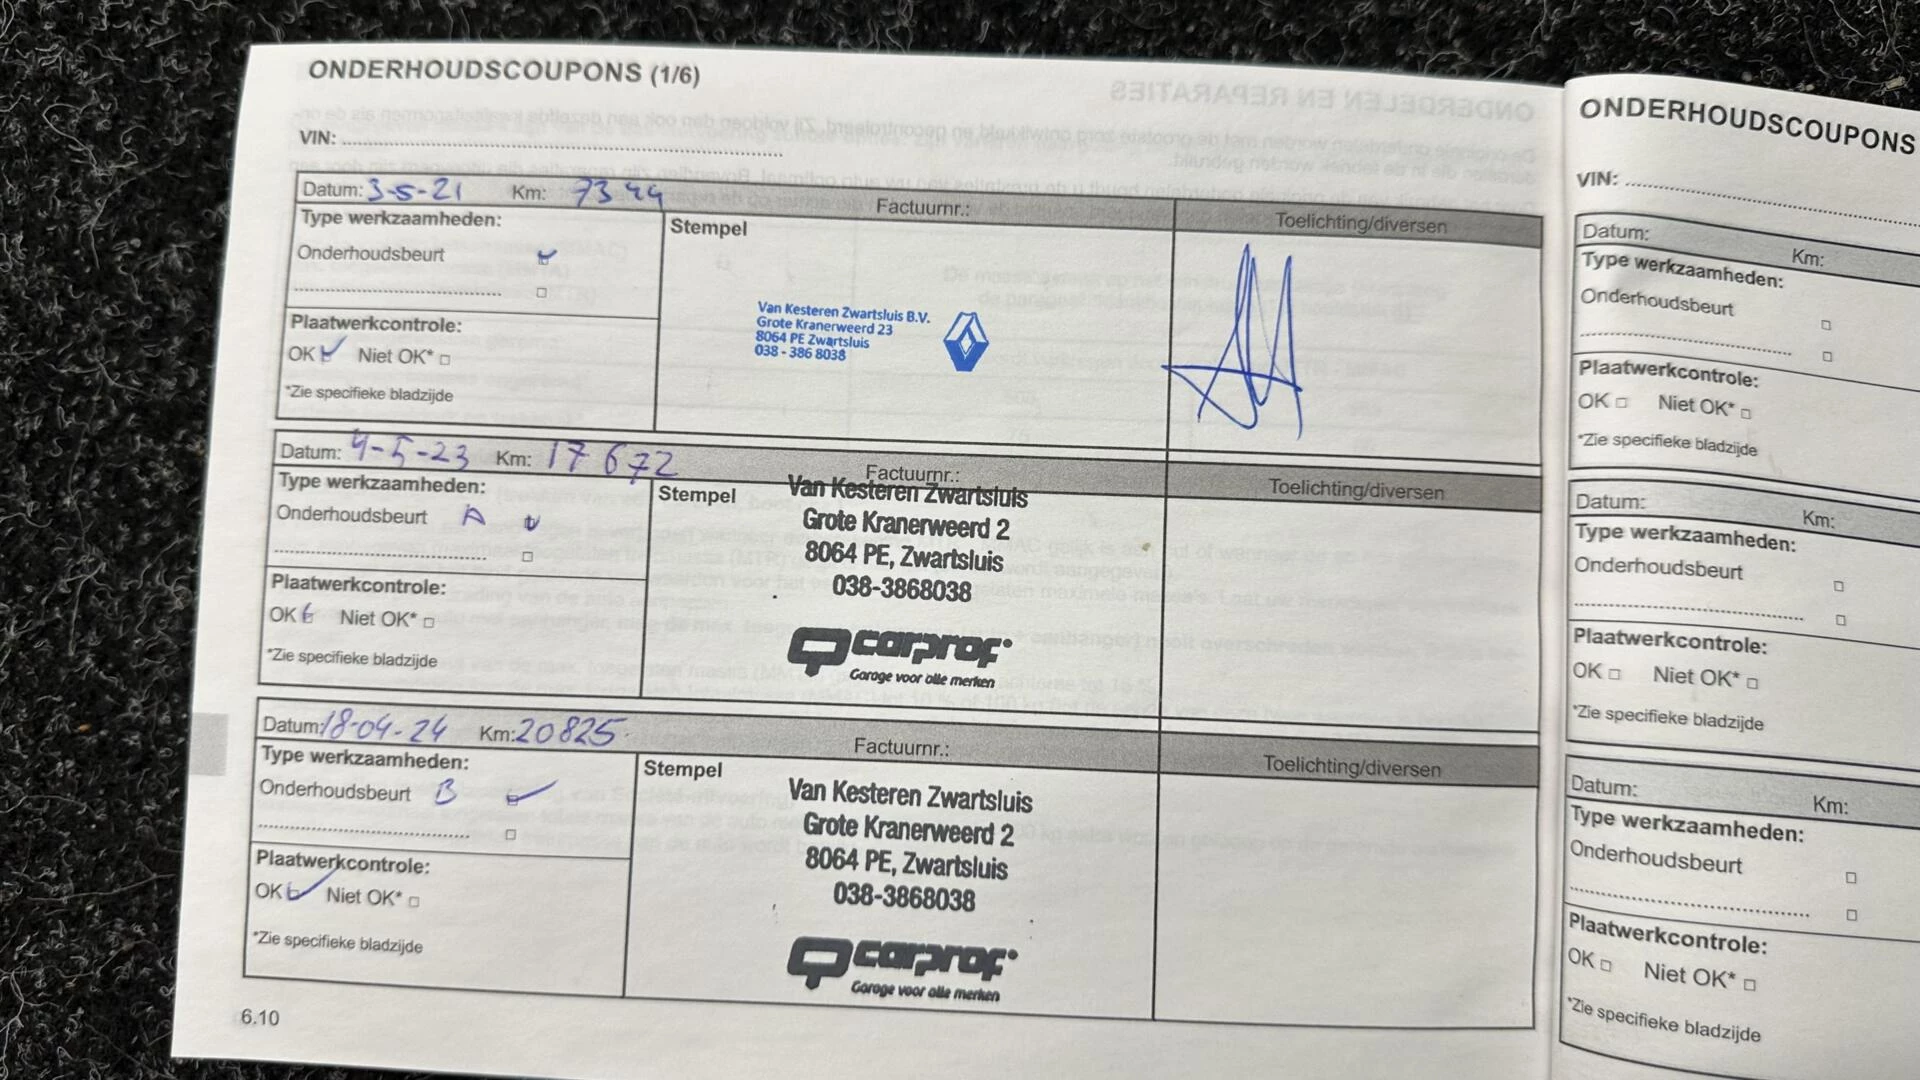 ONDERHOUDSCOUPONS (1/6)
VIN:
Datum: 3-5-21 Km: 7344 Factuurnr.: Toelichting/diversen
Type werkzaamheden:
Stempel
Onderhoudsbeurt
Van Kesteren Zwartsluis B.V.
Grote Kranerweerd 23
8064 PE Zwartsluis
038 - 386 8038
Plaatwerkcontrole:
OK Niet OK*
*Zie specifieke bladzijde
Datum: 4-5-23 Km: 17672 Factuurnr.: Toelichting/diversen
Type werkzaamheden:
Stempel
Onderhoudsbeurt A
Van Kesteren Zwartsluis
Grote Kranerweerd 2
8064 PE, Zwartsluis
038-3868038
carprof
Garage voor alle merken
Plaatwerkcontrole:
OK Niet OK*
*Zie specifieke bladzijde
Datum: 18-04-24 Km: 20825 Factuurnr.: Toelichting/diversen
Type werkzaamheden:
Stempel
Onderhoudsbeurt B
Van Kesteren Zwartsluis
Grote Kranerweerd 2
8064 PE, Zwartsluis
038-3868038
carprof
Garage voor alle merken
Plaatwerkcontrole:
OK Niet OK*
*Zie specifieke bladzijde
6.10
ONDERHOUDSCOUPONS
VIN:
Datum: Km:
Type werkzaamheden:
Onderhoudsbeurt
Plaatwerkcontrole:
OK Niet OK*
*Zie specifieke bladzijde
Datum: Km:
Type werkzaamheden:
Onderhoudsbeurt
Plaatwerkcontrole:
OK Niet OK*
*Zie specifieke bladzijde
Datum: Km:
Type werkzaamheden:
Onderhoudsbeurt
Plaatwerkcontrole:
OK Niet OK*
*Zie specifieke bladzijde